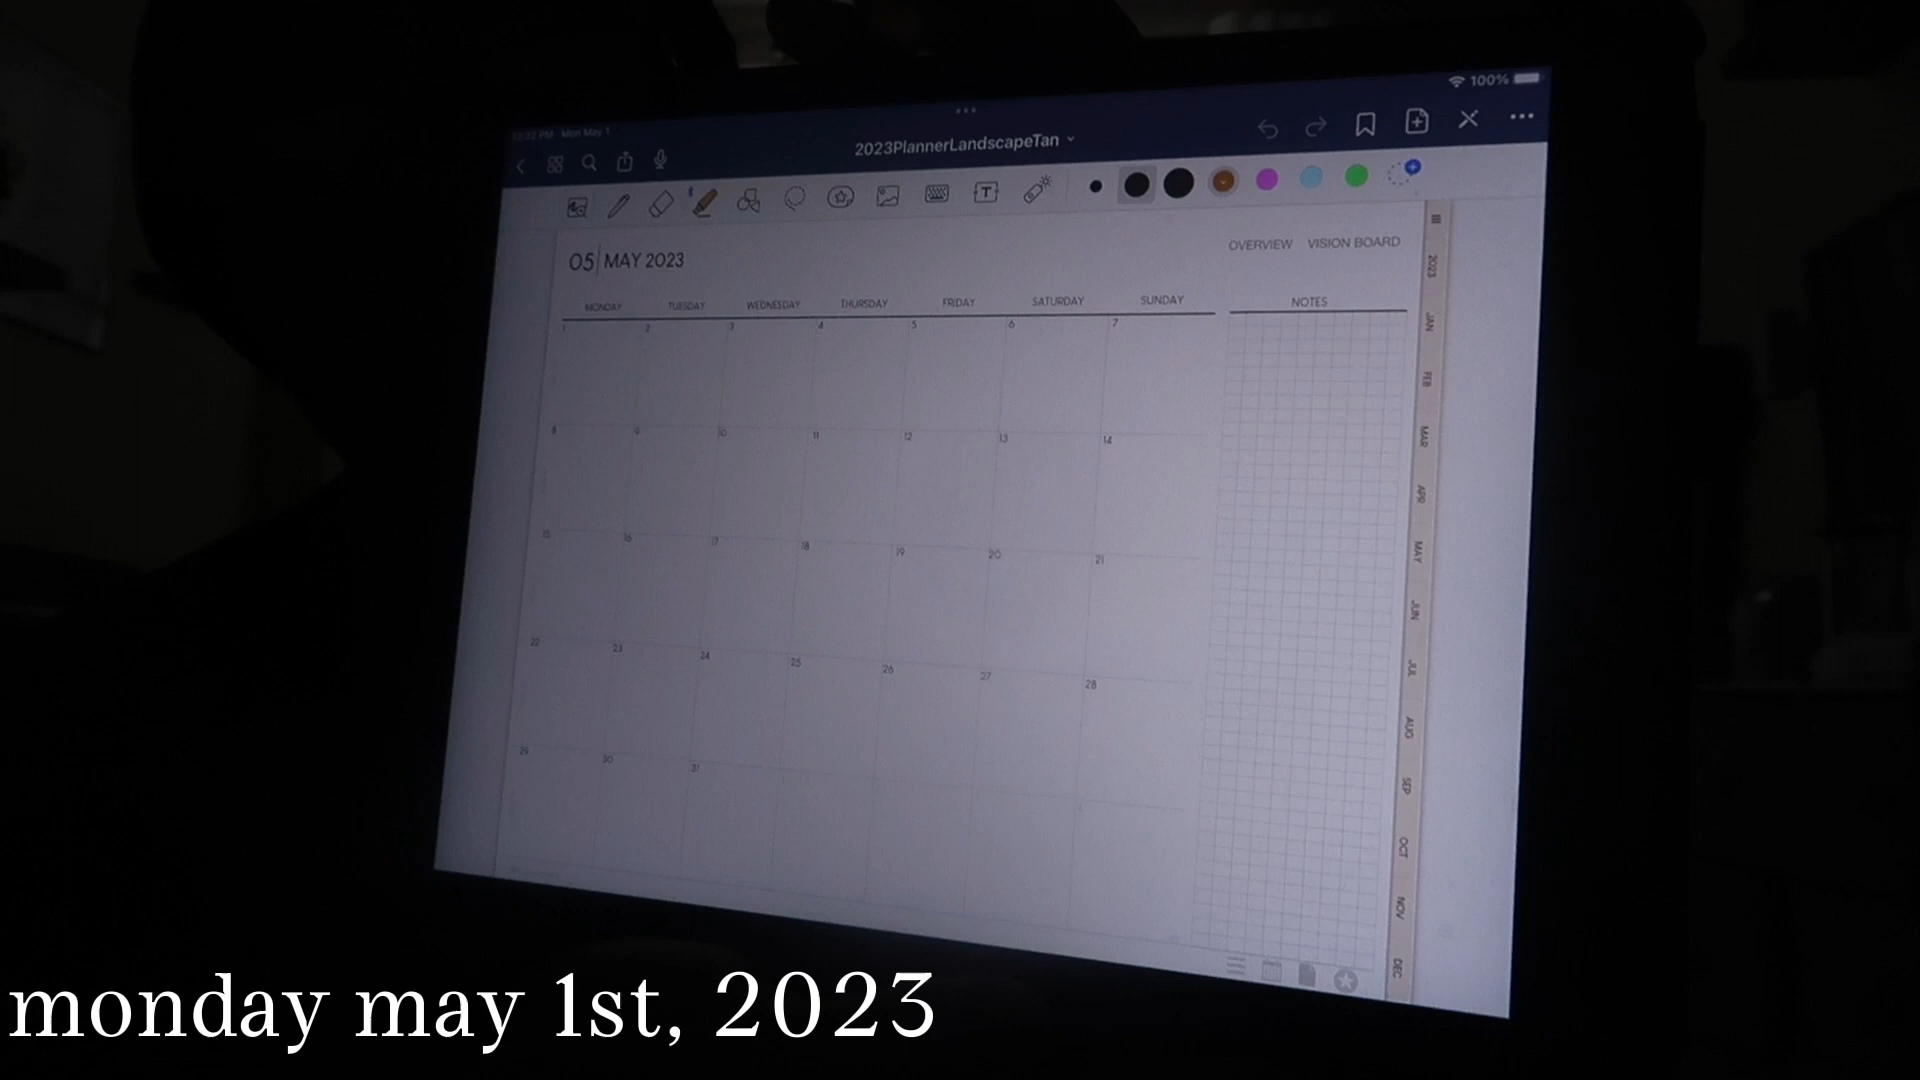 Mon May 1
100%
2023PlannerLandscapeTan
T
05 MAY 2023
OVERVIEW VISION BOARD
MONDAY TUESDAY WEDNESDAY THURSDAY FRIDAY SATURDAY SUNDAY NOTES
1 2 3 4 5 6 7
8 9 10 11 12 13 14
15 16 17 18 19 20 21
22 23 24 25 26 27 28
29 30 31
2023
JAN
FEB
MAR
APR
MAY
JUN
JUL
AUG
SEP
OCT
NOV
DEC
monday may 1st, 2023